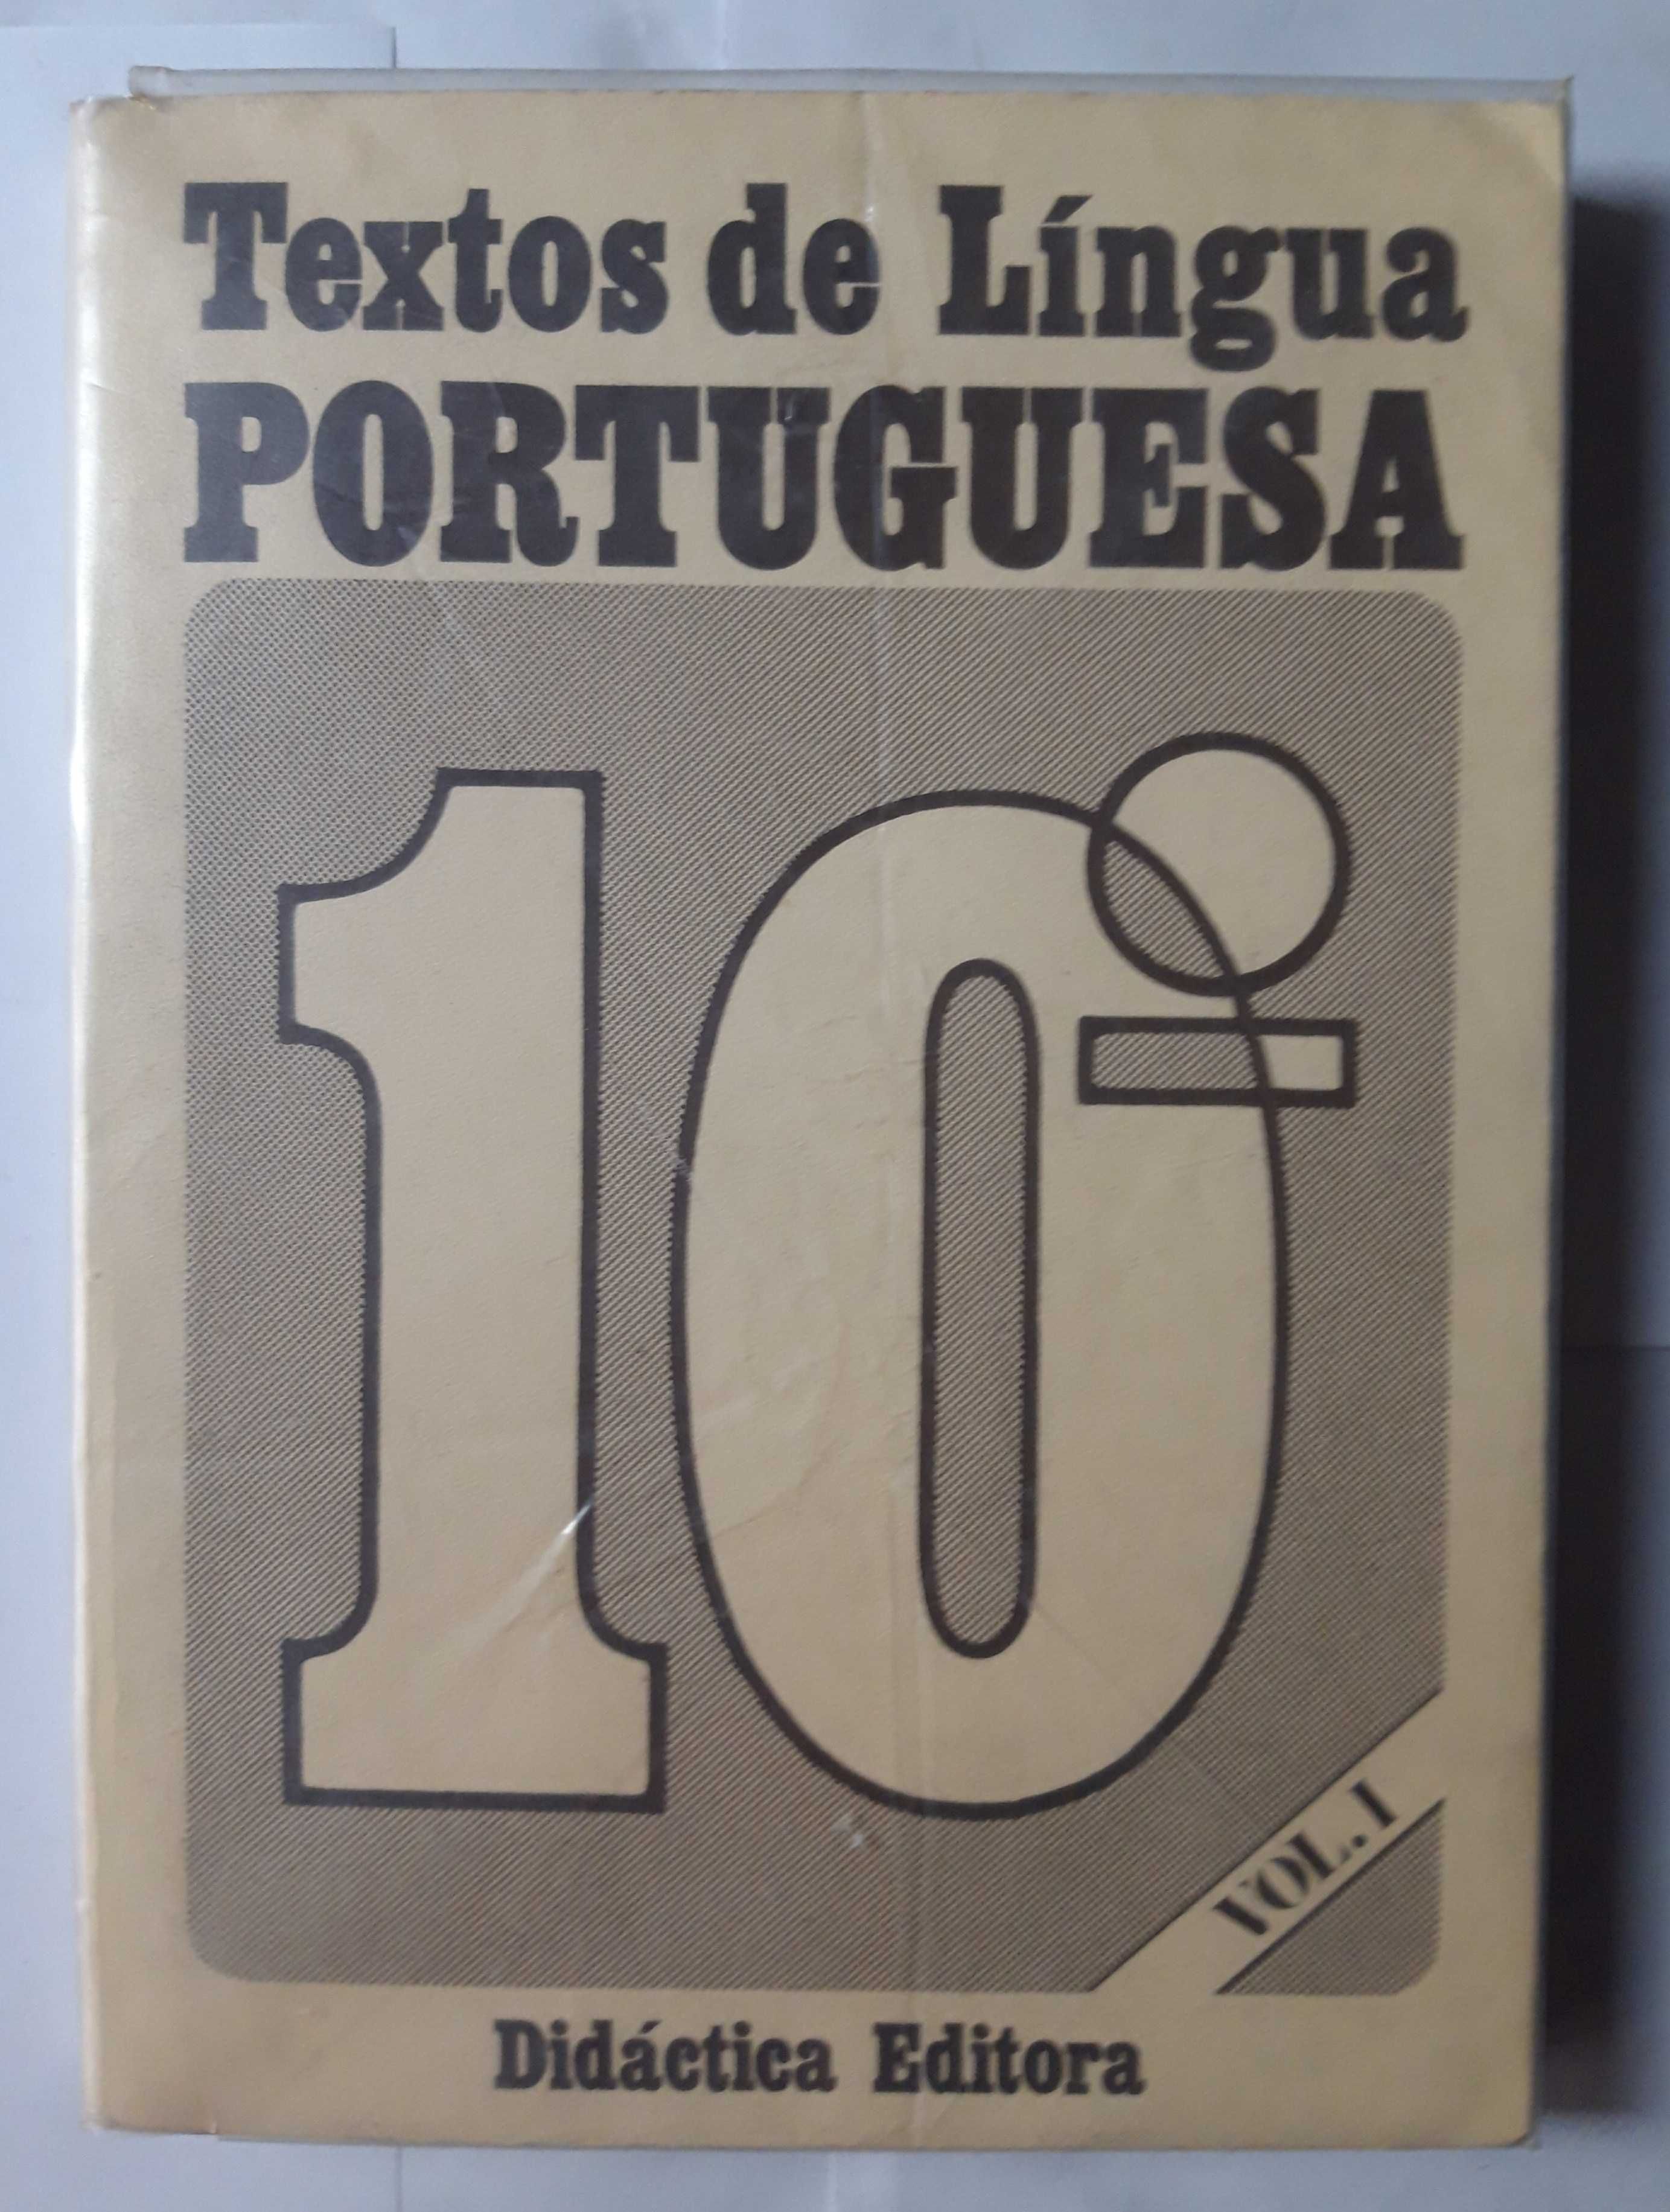 Textos de Língua
PORTUGUESA
10º
VOL. I
Didáctica Editora